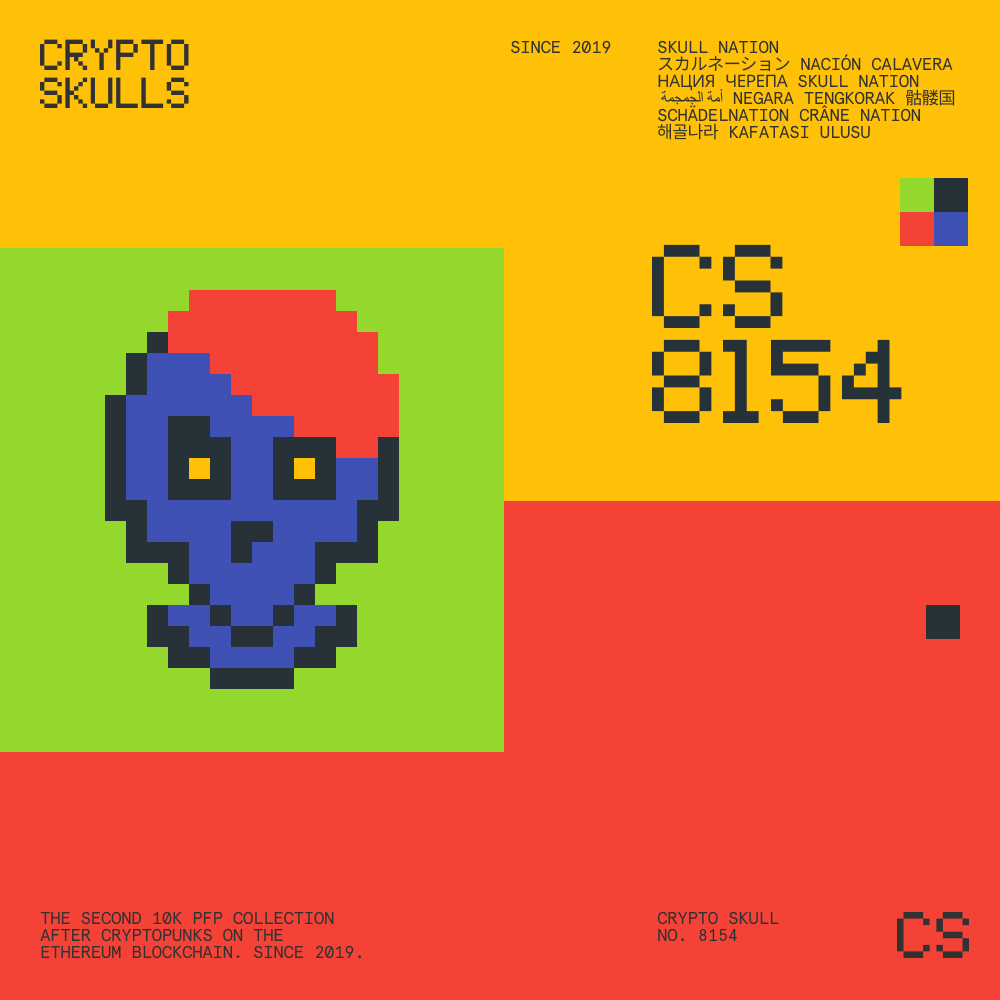 CRYPTO
SKULLS
SINCE 2019
SKULL NATION
スカルネーション NACIÓN CALAVERA
НАЦИЯ ЧЕРЕПА SKULL NATION
أمة الجمجمة NEGARA TENGKORAK 骷髅国
SCHÄDELNATION CRÂNE NATION
해골나라 KAFATASI ULUSU
CS
8154
THE SECOND 10K PFP COLLECTION
AFTER CRYPTOPUNKS ON THE
ETHEREUM BLOCKCHAIN. SINCE 2019.
CRYPTO SKULL
NO. 8154
CS